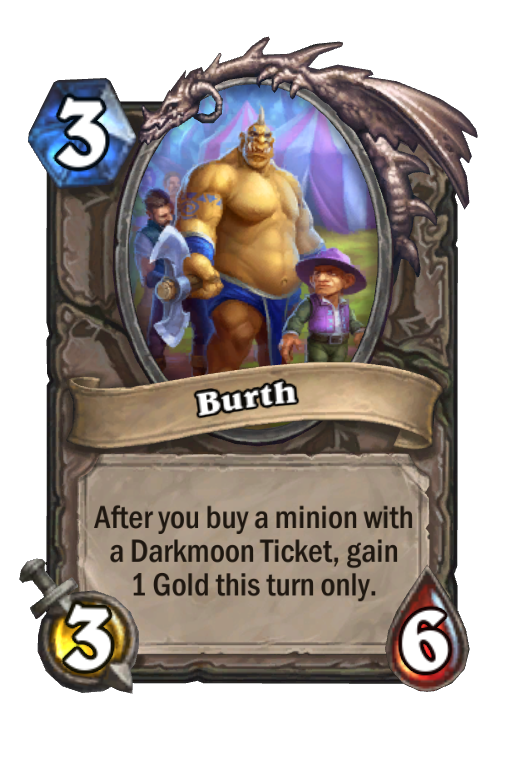 3
Burth
After you buy a minion with
a Darkmoon Ticket, gain
1 Gold this turn only.
3
6